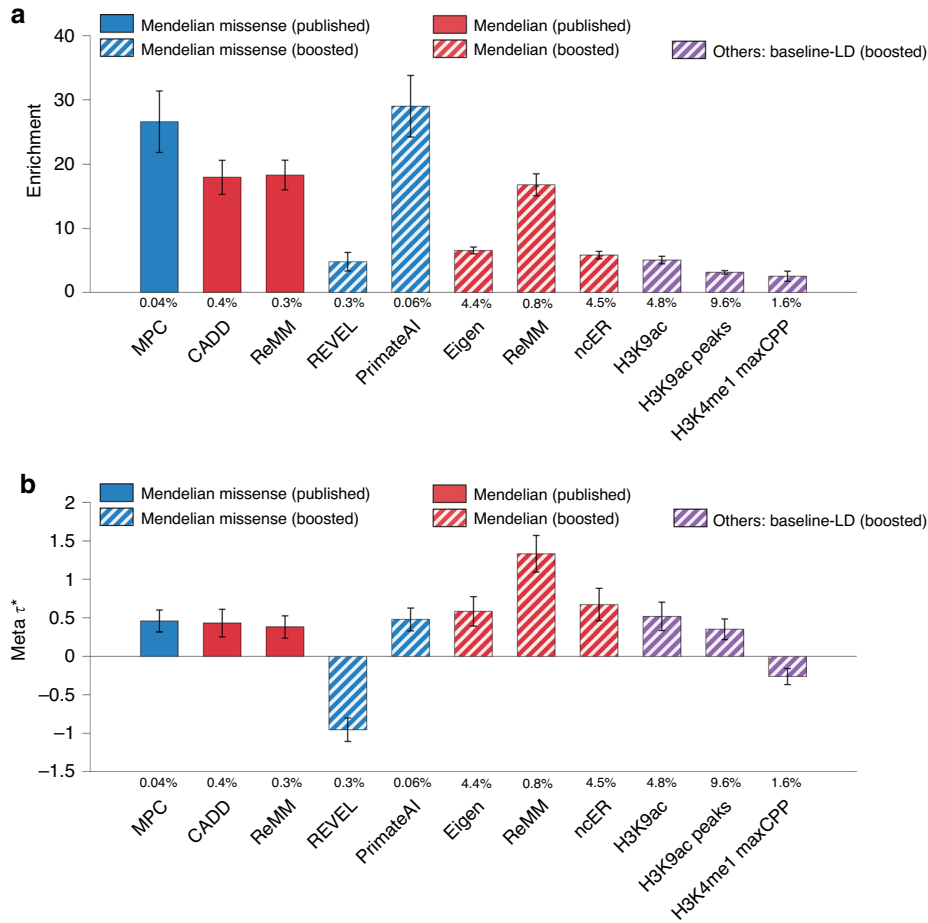 a
Mendelian missense (published)
Mendelian (published)
Mendelian missense (boosted)
Mendelian (boosted)
Others: baseline-LD (boosted)
Enrichment
40
30
20
10
0
0.04% 0.4% 0.3% 0.3% 0.06% 4.4% 0.8% 4.5% 4.8% 9.6% 1.6%
MPC CADD ReMM REVEL PrimateAI Eigen ReMM ncER H3K9ac H3K9ac peaks H3K4me1 maxCPP
b
Mendelian missense (published)
Mendelian (published)
Mendelian missense (boosted)
Mendelian (boosted)
Others: baseline-LD (boosted)
Meta τ*
2
1.5
1
0.5
0
−0.5
−1
−1.5
0.04% 0.4% 0.3% 0.3% 0.06% 4.4% 0.8% 4.5% 4.8% 9.6% 1.6%
MPC CADD ReMM REVEL PrimateAI Eigen ReMM ncER H3K9ac H3K9ac peaks H3K4me1 maxCPP